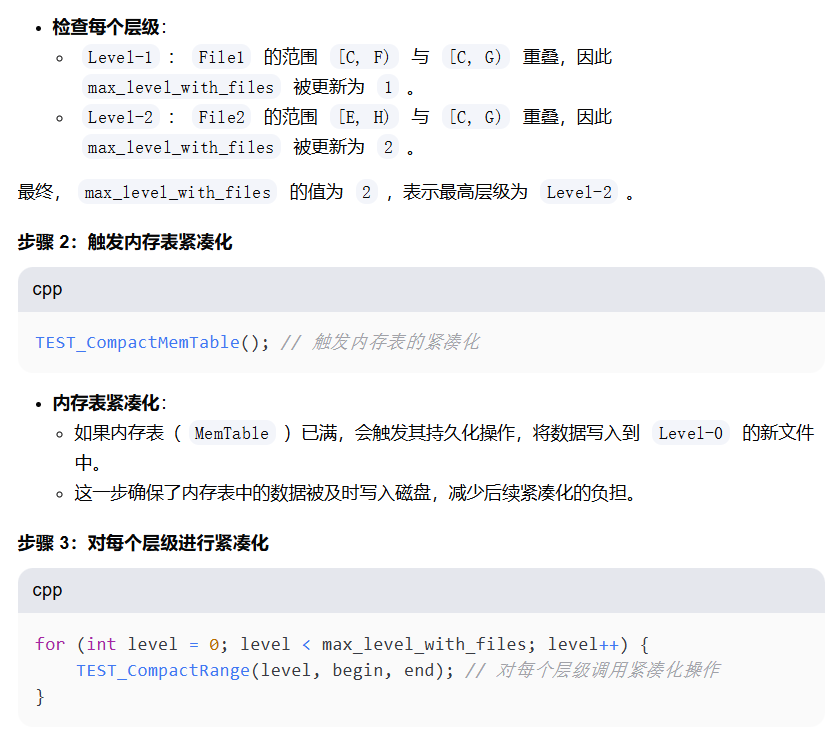 • 检查每个层级：
◦ Level-1 ： File1 的范围 [C, F) 与 [C, G) 重叠，因此
max_level_with_files 被更新为 1 。
◦ Level-2 ： File2 的范围 [E, H) 与 [C, G) 重叠，因此
max_level_with_files 被更新为 2 。
最终， max_level_with_files 的值为 2 ，表示最高层级为 Level-2 。
步骤 2：触发内存表紧凑化
cpp
TEST_CompactMemTable(); // 触发内存表的紧凑化
• 内存表紧凑化：
◦ 如果内存表（ MemTable ）已满，会触发其持久化操作，将数据写入到 Level-0 的新文件
中。
◦ 这一步确保了内存表中的数据被及时写入磁盘，减少后续紧凑化的负担。
步骤 3：对每个层级进行紧凑化
cpp
for (int level = 0; level < max_level_with_files; level++) {
    TEST_CompactRange(level, begin, end); // 对每个层级调用紧凑化操作
}